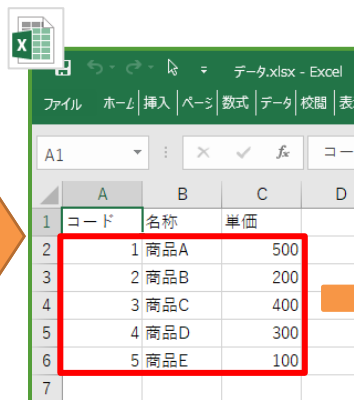 データ.xlsx - Excel
ファイル ホーム 挿入 ページ 数式 データ 校閲 表
A1 fx コー
A B C D
1 コード 名称 単価
2 1 商品A 500
3 2 商品B 200
4 3 商品C 400
5 4 商品D 300
6 5 商品E 100
7